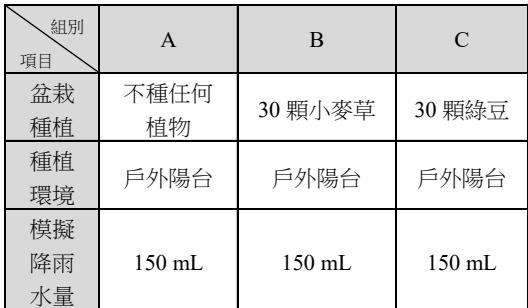 組別
項目
A
B
C
盆栽
種植
不種任何
植物
30 顆小麥草
30 顆綠豆
種植
環境
戶外陽台
戶外陽台
戶外陽台
模擬
降雨
水量
150 mL
150 mL
150 mL